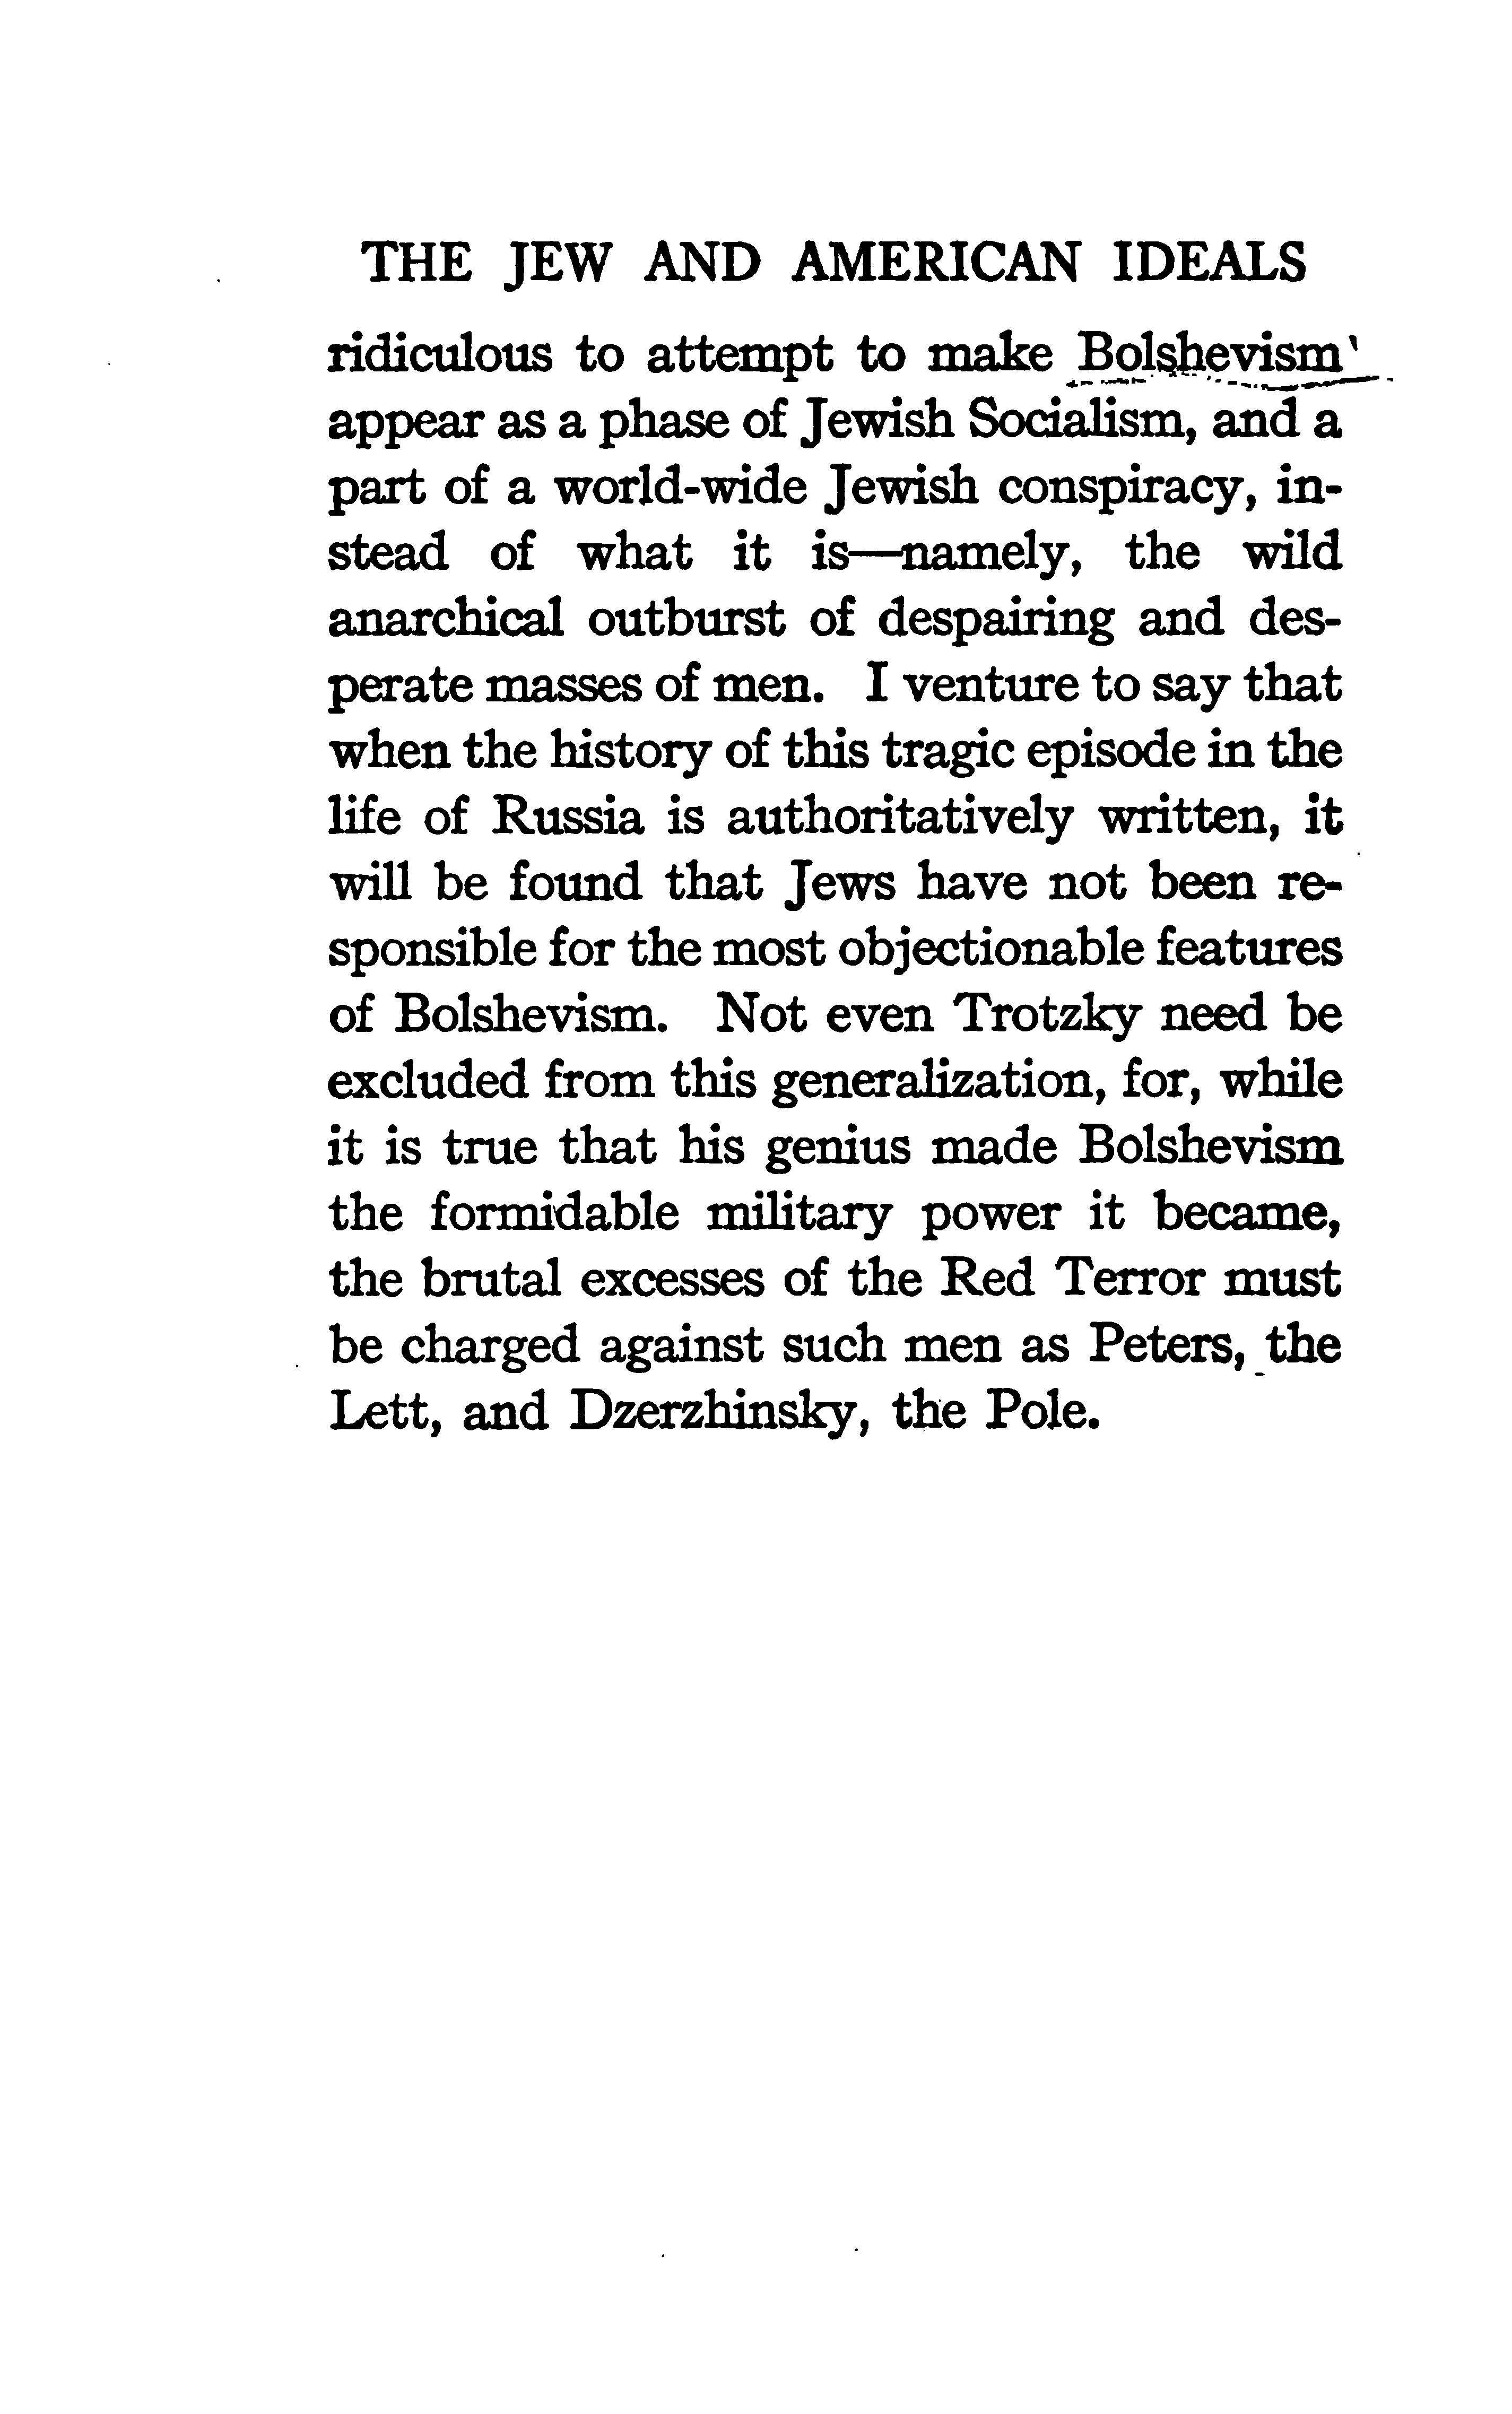 THE JEW AND AMERICAN IDEALS
ridiculous to attempt to make Bolshevism
appear as a phase of Jewish Socialism, and a
part of a world-wide Jewish conspiracy, in-
stead of what it is—namely, the wild
anarchical outburst of despairing and des-
perate masses of men. I venture to say that
when the history of this tragic episode in the
life of Russia is authoritatively written, it
will be found that Jews have not been re-
sponsible for the most objectionable features
of Bolshevism. Not even Trotzky need be
excluded from this generalization, for, while
it is true that his genius made Bolshevism
the formidable military power it became,
the brutal excesses of the Red Terror must
be charged against such men as Peters, the
Lett, and Dzerzhinsky, the Pole.